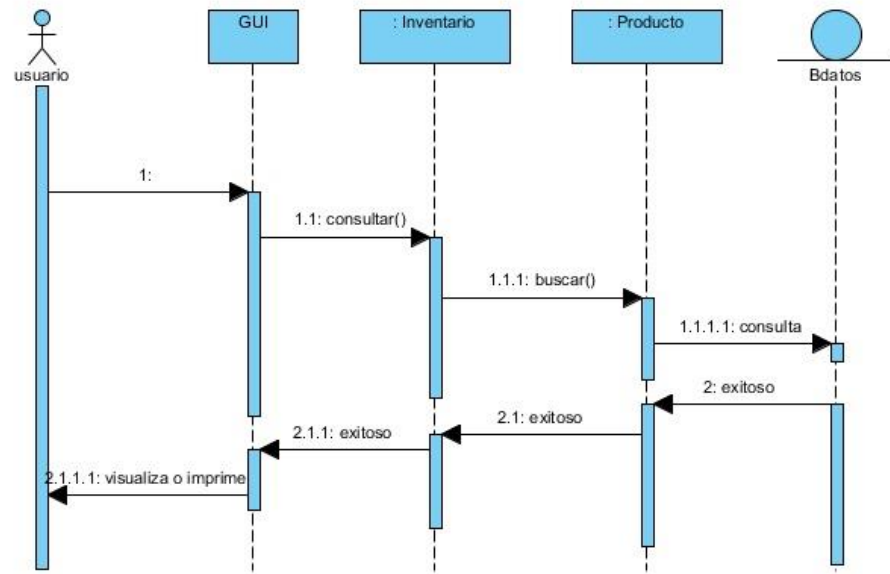 GUI
: Inventario
: Producto
usuario
Bdatos
1:
1.1: consultar()
1.1.1: buscar()
1.1.1.1: consulta
2: exitoso
2.1: exitoso
2.1.1: exitoso
2.1.1.1: visualiza o imprime